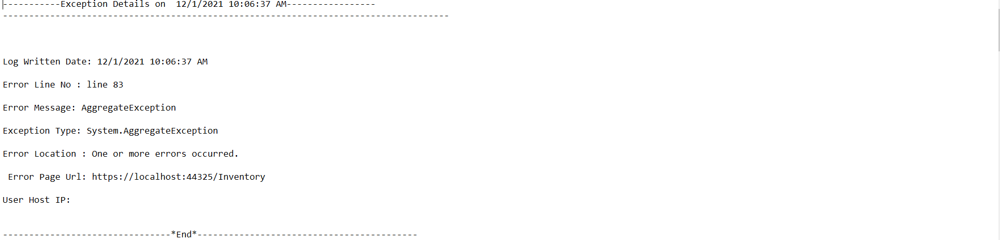 -----------Exception Details on  12/1/2021 10:06:37 AM-----------------
-------------------------------------------------------------------------------------
Log Written Date: 12/1/2021 10:06:37 AM
Error Line No : line 83
Error Message: AggregateException
Exception Type: System.AggregateException
Error Location : One or more errors occurred.
 Error Page Url: https://localhost:44325/Inventory
User Host IP:
--------------------------------*End*------------------------------------------